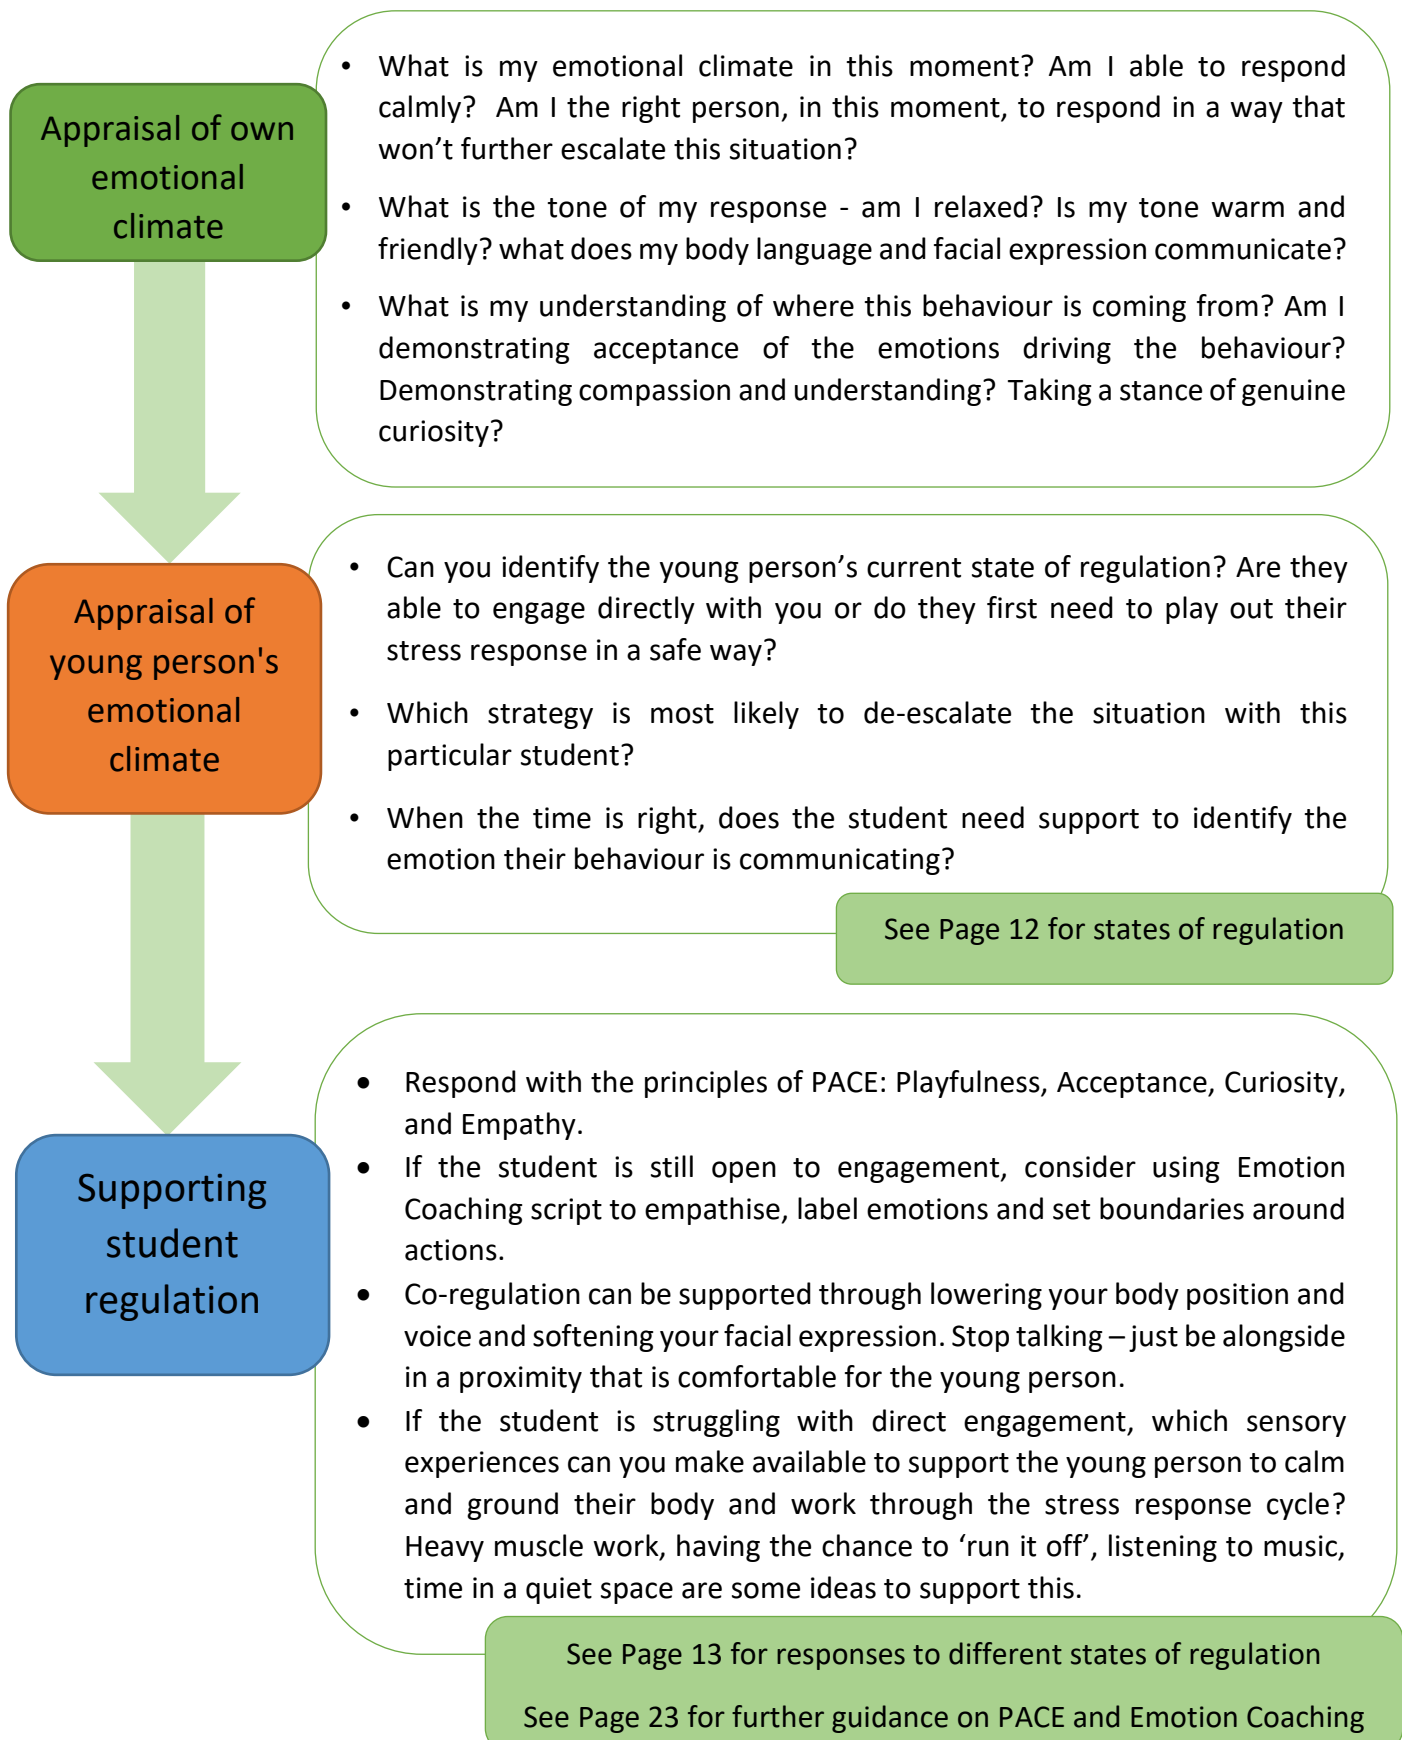 Appraisal of own
emotional
climate
• What is my emotional climate in this moment? Am I able to respond
calmly? Am I the right person, in this moment, to respond in a way that
won’t further escalate this situation?
• What is the tone of my response - am I relaxed? Is my tone warm and
friendly? what does my body language and facial expression communicate?
• What is my understanding of where this behaviour is coming from? Am I
demonstrating acceptance of the emotions driving the behaviour?
Demonstrating compassion and understanding? Taking a stance of genuine
curiosity?
Appraisal of
young person's
emotional
climate
• Can you identify the young person’s current state of regulation? Are they
able to engage directly with you or do they first need to play out their
stress response in a safe way?
• Which strategy is most likely to de-escalate the situation with this
particular student?
• When the time is right, does the student need support to identify the
emotion their behaviour is communicating?
See Page 12 for states of regulation
Supporting
student
regulation
• Respond with the principles of PACE: Playfulness, Acceptance, Curiosity,
and Empathy.
• If the student is still open to engagement, consider using Emotion
Coaching script to empathise, label emotions and set boundaries around
actions.
• Co-regulation can be supported through lowering your body position and
voice and softening your facial expression. Stop talking – just be alongside
in a proximity that is comfortable for the young person.
• If the student is struggling with direct engagement, which sensory
experiences can you make available to support the young person to calm
and ground their body and work through the stress response cycle?
Heavy muscle work, having the chance to ‘run it off’, listening to music,
time in a quiet space are some ideas to support this.
See Page 13 for responses to different states of regulation
See Page 23 for further guidance on PACE and Emotion Coaching